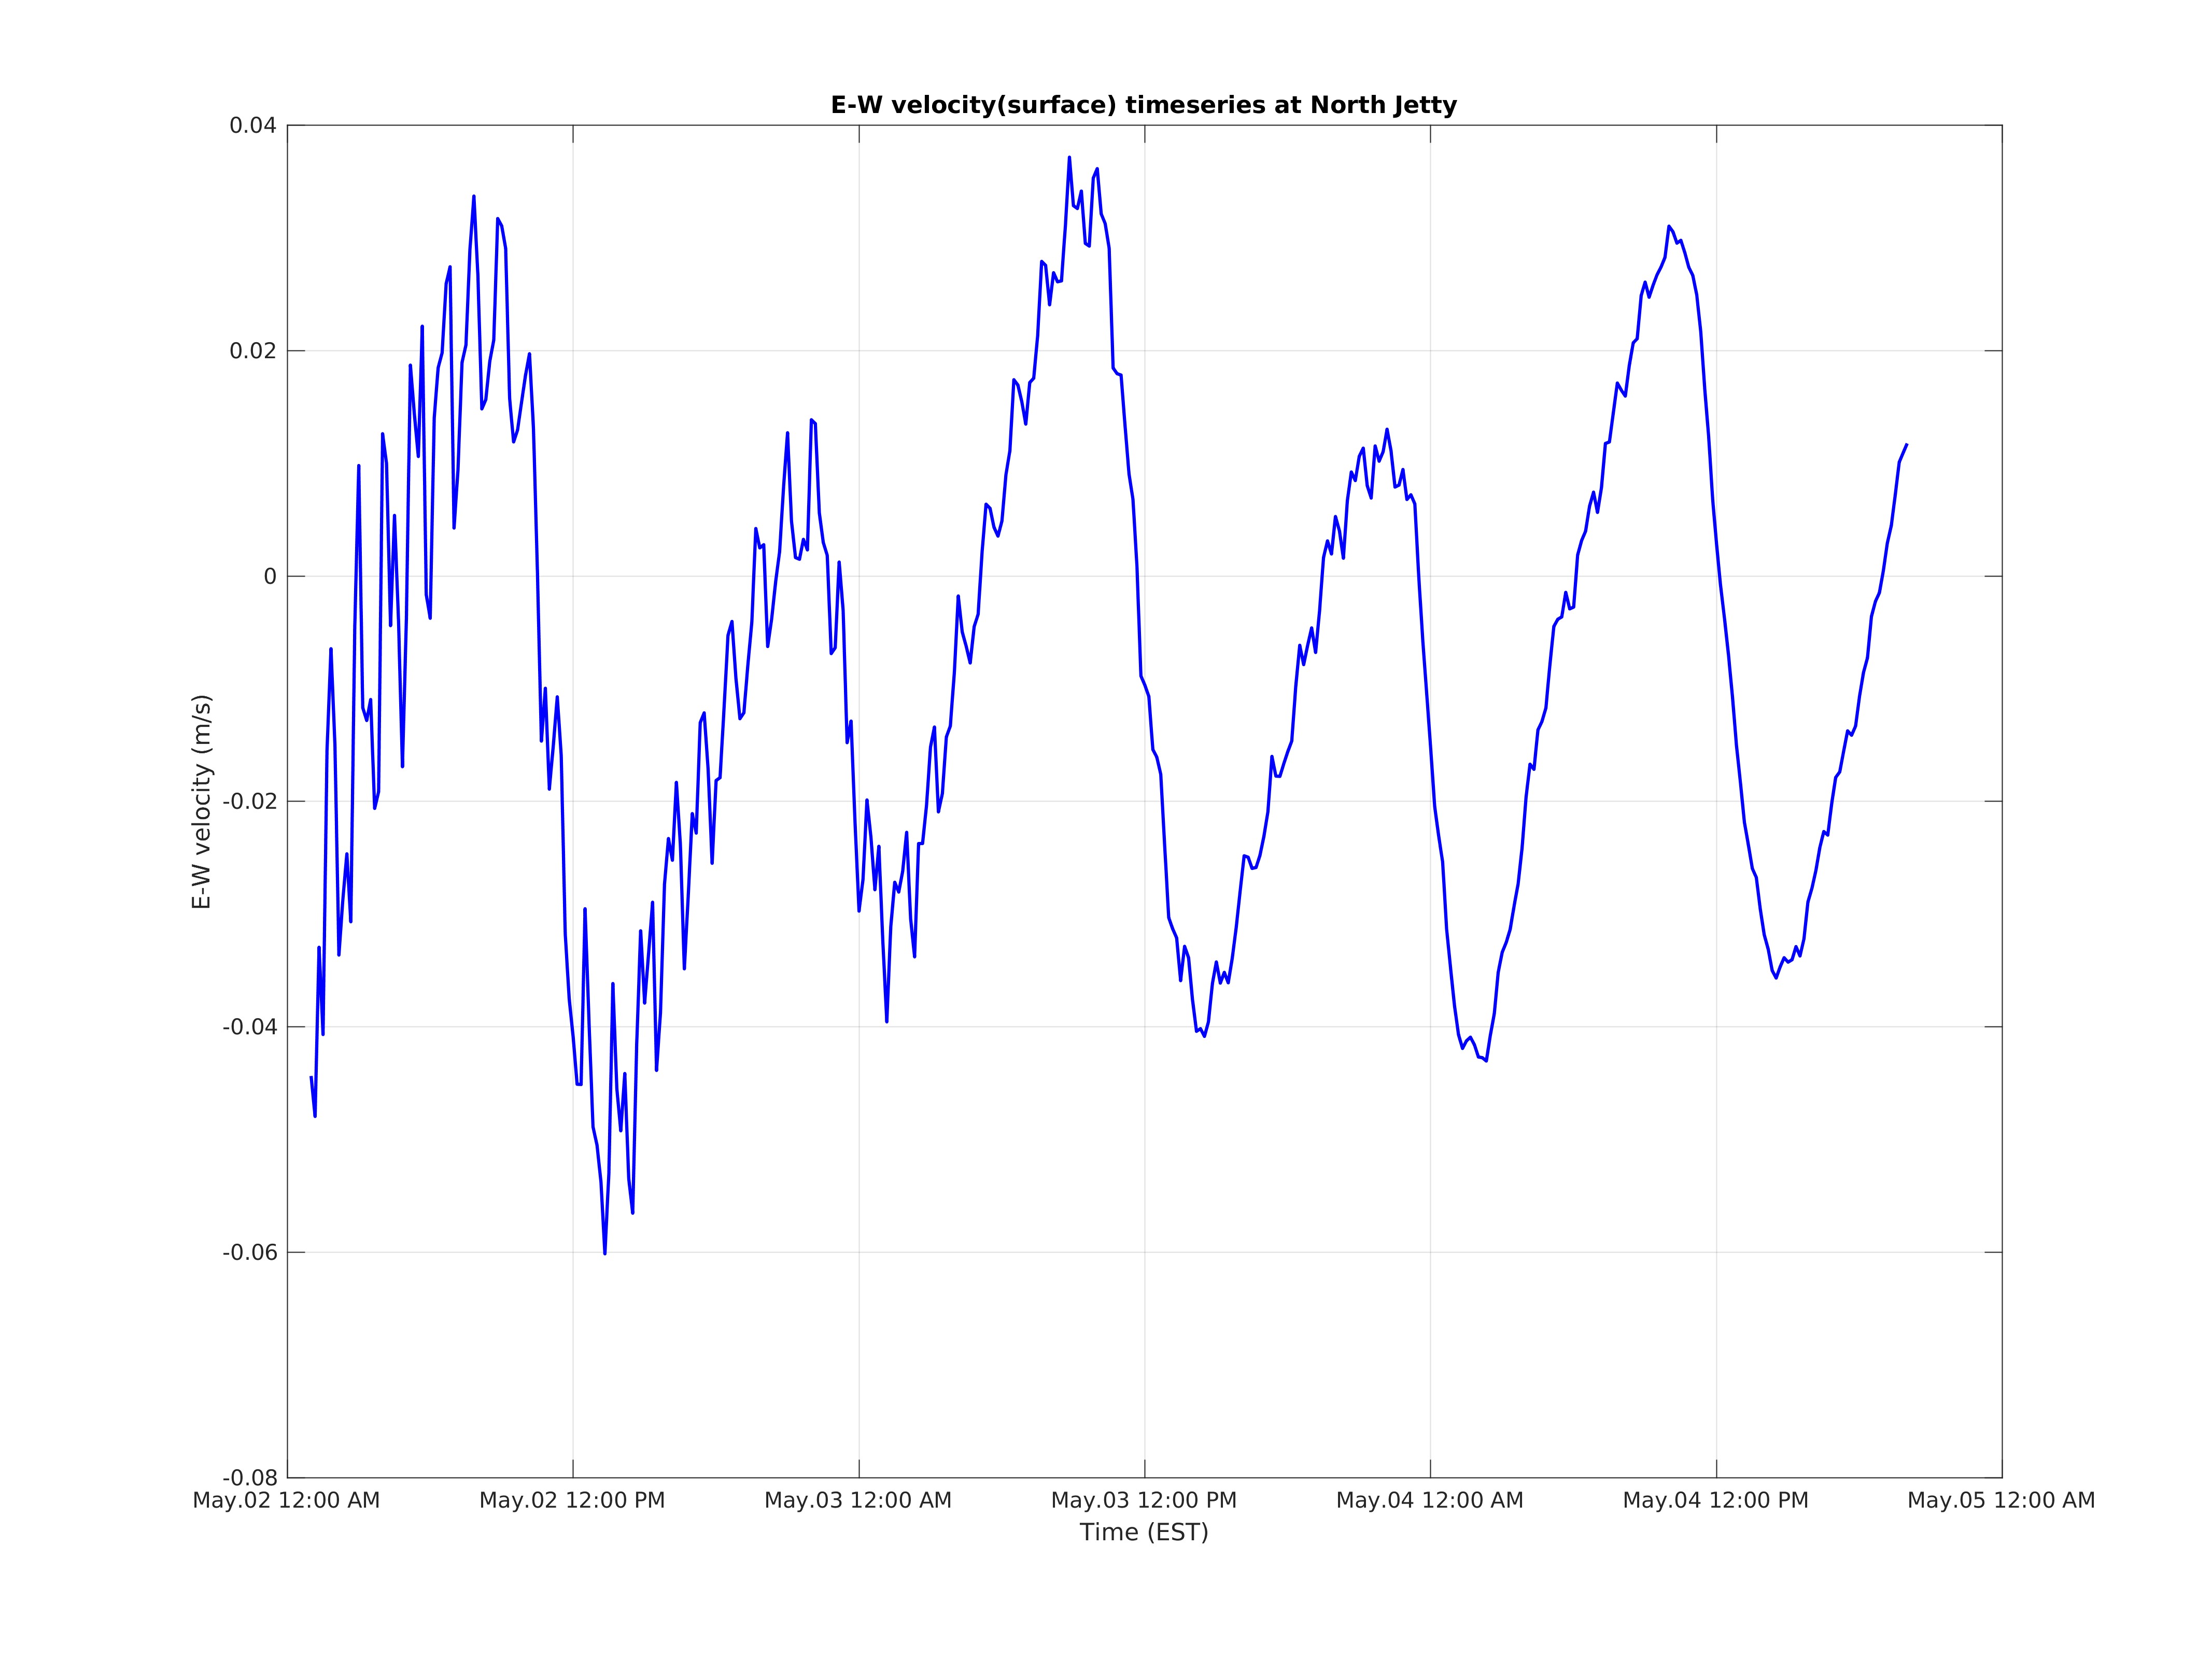 E-W velocity(surface) timeseries at North Jetty
0.04
0.02
0
-0.02
-0.04
-0.06
-0.08
E-W velocity (m/s)
May.02 12:00 AM May.02 12:00 PM May.03 12:00 AM May.03 12:00 PM May.04 12:00 AM May.04 12:00 PM May.05 12:00 AM
Time (EST)